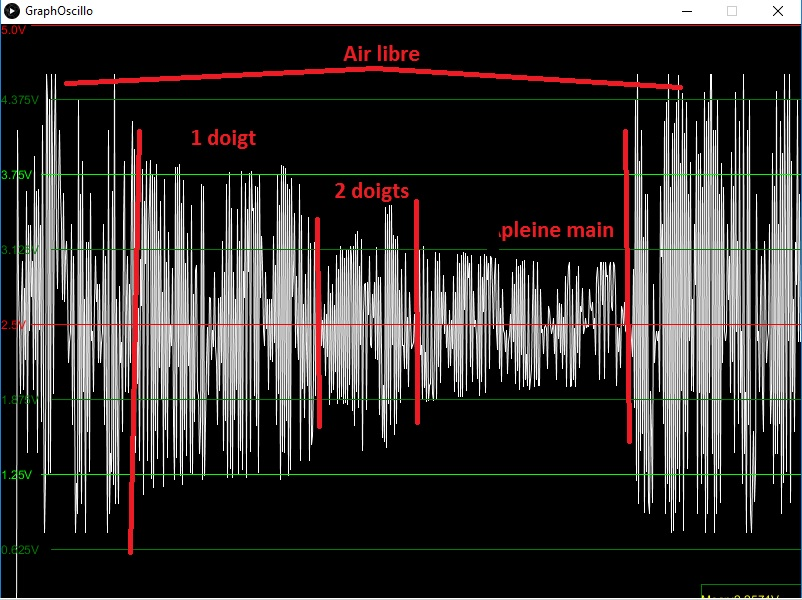 GraphOscillo
5.0V
Air libre
4.375V
1 doigt
3.75V
2 doigts
pleine main
3.125V
2.5V
1.875V
1.25V
0.625V